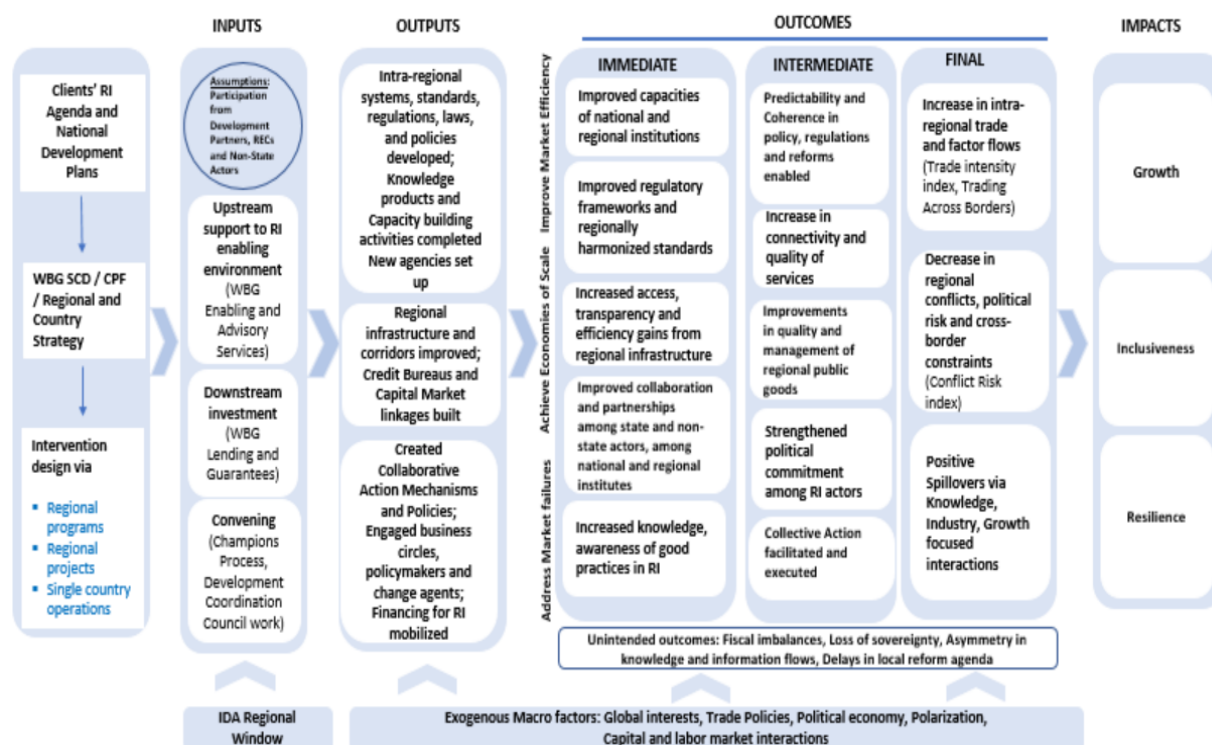 INPUTS
OUTPUTS
OUTCOMES
IMPACTS
Clients' RI
Agenda and
National
Development
Plans
WBG SCD / CPF
/ Regional and
Country
Strategy
Intervention
design via
▪ Regional
programs
▪ Regional
projects
▪ Single country
operations
Assumptions:
Participation
from
Development
Partners, RECs
and Non-State
Actors
Upstream
support to RI
enabling
environment
(WBG
Enabling and
Advisory
Services)
Downstream
investment
(WBG
Lending and
Guarantees)
Convening
(Champions
Process,
Development
Coordination
Council work)
Intra-regional
systems, standards,
regulations, laws,
and policies
developed;
Knowledge
products and
Capacity building
activities completed
New agencies set
up
Regional
infrastructure and
corridors improved;
Credit Bureaus and
Capital Market
linkages built
Created
Collaborative
Action Mechanisms
and Policies;
Engaged business
circles,
policymakers and
change agents;
Financing for RI
mobilized
Improve Market Efficiency
Achieve Economies of Scale
Address Market failures
IMMEDIATE
Improved capacities
of national and
regional institutions
Improved regulatory
frameworks and
regionally
harmonized standards
Increased access,
transparency and
efficiency gains from
regional infrastructure
Improved collaboration
and partnerships
among state and non-
state actors, among
national and regional
institutes
Increased knowledge,
awareness of good
practices in RI
INTERMEDIATE
Predictability and
Coherence in
policy, regulations
and reforms
enabled
Increase in
connectivity and
quality of
services
Improvements
in quality and
management of
regional public
goods
Strengthened
political
commitment
among RI actors
Collective Action
facilitated and
executed
FINAL
Increase in intra-
regional trade
and factor flows
(Trade intensity
index, Trading
Across Borders)
Decrease in
regional
conflicts, political
risk and cross-
border
constraints
(Conflict Risk
index)
Positive
Spillovers via
Knowledge,
Industry, Growth
focused
interactions
Growth
Inclusiveness
Resilience
Unintended outcomes: Fiscal imbalances, Loss of sovereignty, Asymmetry in
knowledge and information flows, Delays in local reform agenda
IDA Regional
Window
Exogenous Macro factors: Global interests, Trade Policies, Political economy, Polarization,
Capital and labor market interactions